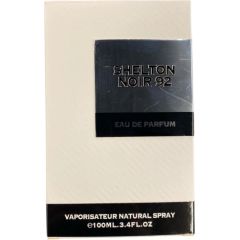 SHELTON
NOIR 92
EAU DE PARFUM
VAPORISATEUR NATURAL SPRAY
℮100ML.3.4FL.OZ